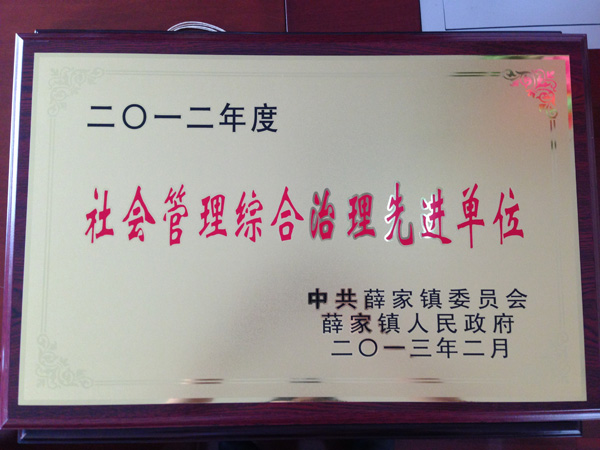 二〇一二年度
社会管理综合治理先进单位
中共薛家镇委员会
薛家镇人民政府
二〇一三年二月